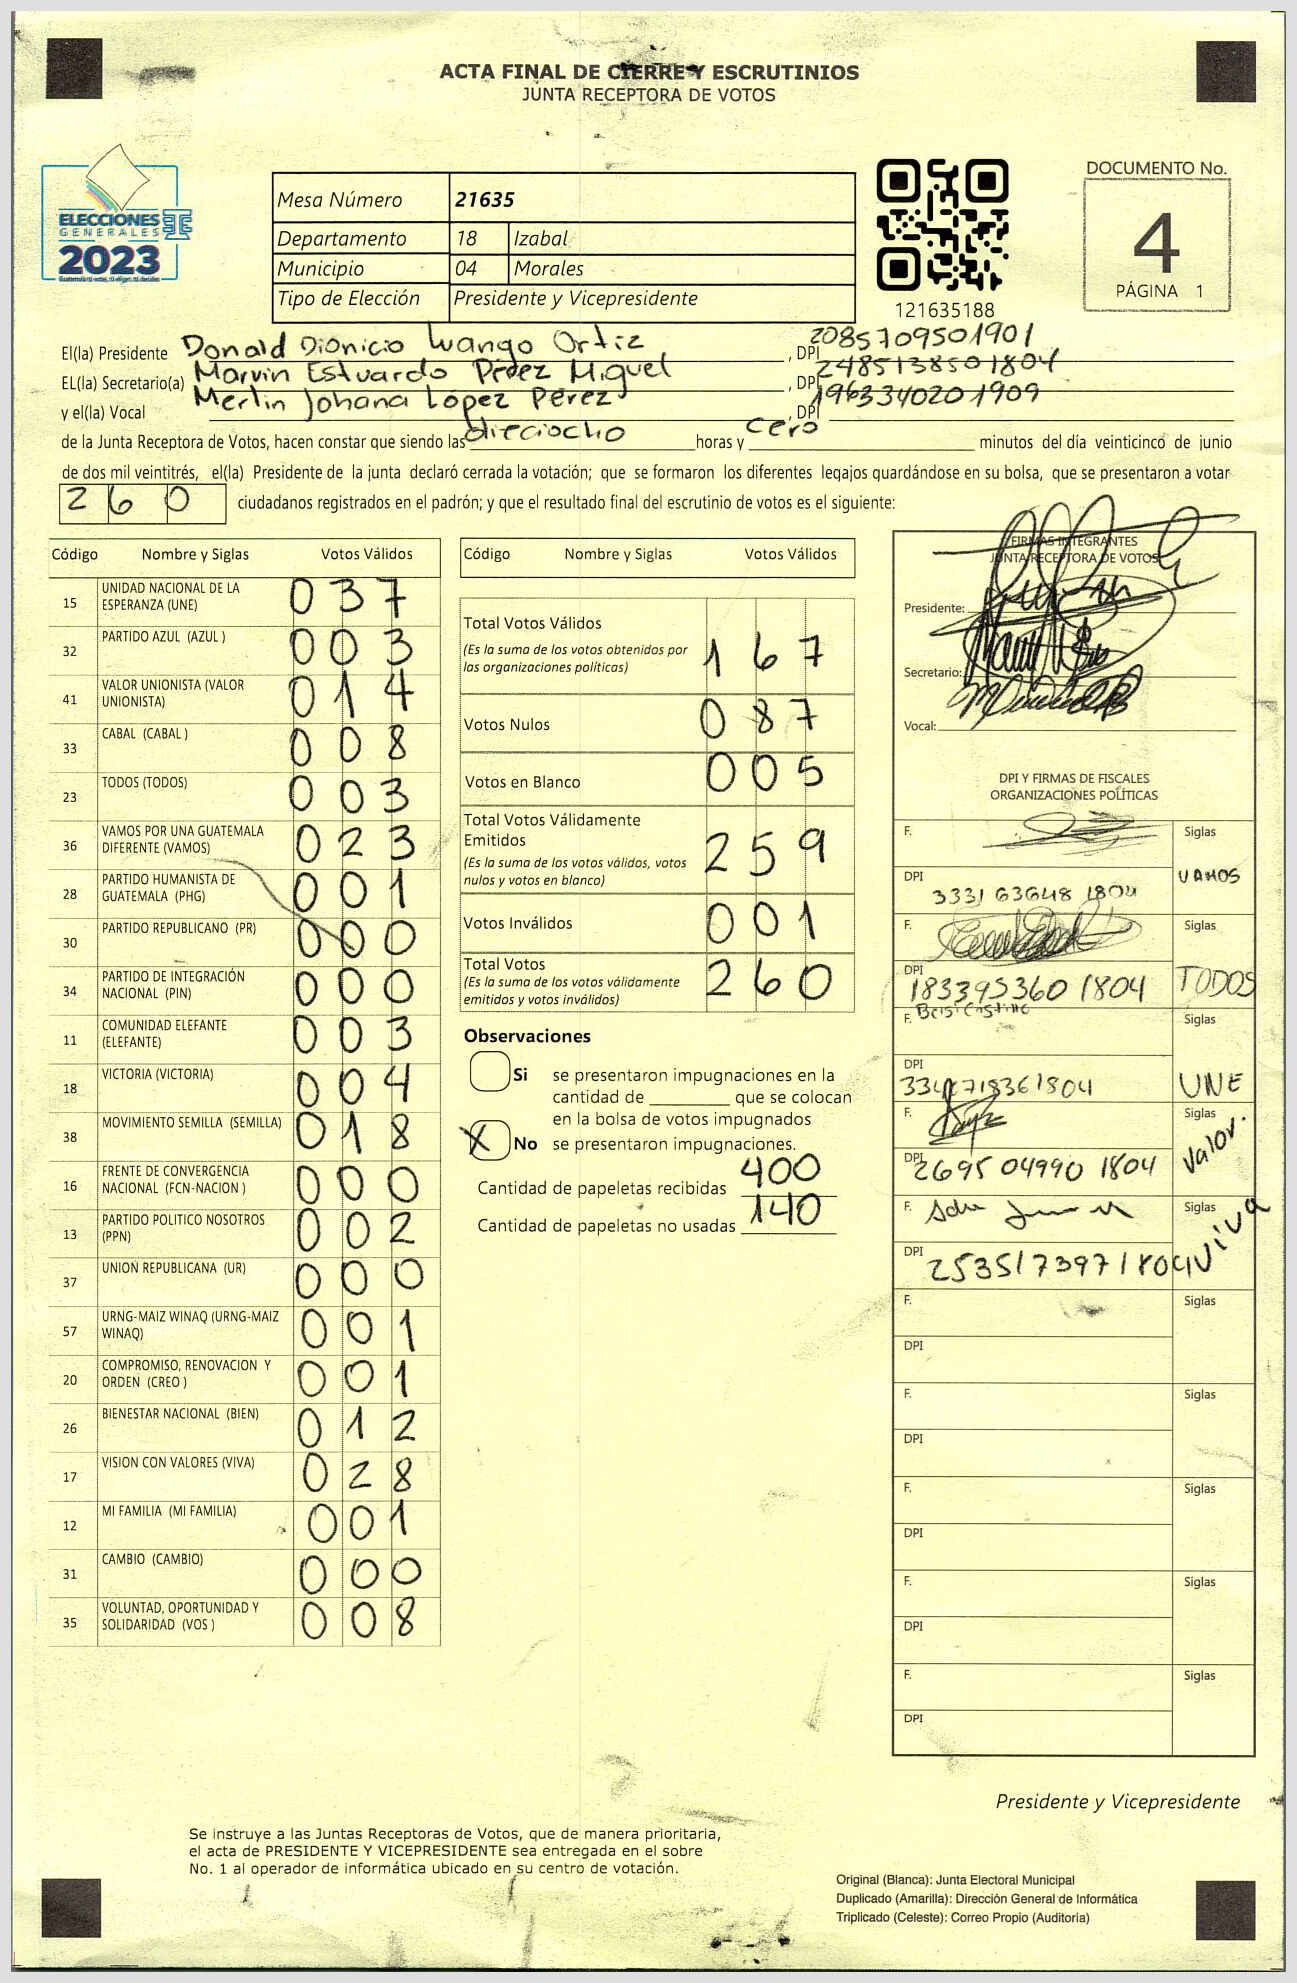 ACTA FINAL DE CIERRE Y ESCRUTINIOS
JUNTA RECEPTORA DE VOTOS
ELECCIONES
GENERALES
2023
Mesa Número 21635
Departamento 18 Izabal
Municipio 04 Morales
Tipo de Elección Presidente y Vicepresidente
121635188
DOCUMENTO No.
4
PÁGINA 1
El(la) Presidente Donald Dionicio Luango Ortiz, DPI 2085709501901
EL(la) Secretario(a) Marvin Estuardo Pérez Miguel, DPI 2485138501804
y el(la) Vocal Merlin Johana López Pérez, DPI 1963340201909
de la Junta Receptora de Votos, hacen constar que siendo las dieciocho horas y cero minutos del día veinticinco de junio
de dos mil veintitrés, el(la) Presidente de la junta declaró cerrada la votación; que se formaron los diferentes legajos guardándose en su bolsa, que se presentaron a votar
260 ciudadanos registrados en el padrón; y que el resultado final del escrutinio de votos es el siguiente:
Código Nombre y Siglas Votos Válidos
15 UNIDAD NACIONAL DE LA ESPERANZA (UNE) 037
32 PARTIDO AZUL (AZUL ) 003
41 VALOR UNIONISTA (VALOR UNIONISTA) 014
33 CABAL (CABAL ) 008
23 TODOS (TODOS) 003
36 VAMOS POR UNA GUATEMALA DIFERENTE (VAMOS) 023
28 PARTIDO HUMANISTA DE GUATEMALA (PHG) 001
30 PARTIDO REPUBLICANO (PR) 000
34 PARTIDO DE INTEGRACIÓN NACIONAL (PIN) 000
11 COMUNIDAD ELEFANTE (ELEFANTE) 003
18 VICTORIA (VICTORIA) 004
38 MOVIMIENTO SEMILLA (SEMILLA) 018
16 FRENTE DE CONVERGENCIA NACIONAL (FCN-NACION ) 000
13 PARTIDO POLITICO NOSOTROS (PPN) 002
37 UNION REPUBLICANA (UR) 000
57 URNG-MAIZ WINAQ (URNG-MAIZ WINAQ) 001
20 COMPROMISO, RENOVACION Y ORDEN (CREO ) 001
26 BIENESTAR NACIONAL (BIEN) 012
17 VISION CON VALORES (VIVA) 028
12 MI FAMILIA (MI FAMILIA) 001
31 CAMBIO (CAMBIO) 000
35 VOLUNTAD, OPORTUNIDAD Y SOLIDARIDAD (VOS ) 008
Código Nombre y Siglas Votos Válidos
Total Votos Válidos 167
(Es la suma de los votos obtenidos por
las organizaciones políticas)
Votos Nulos 087
Votos en Blanco 005
Total Votos Válidamente
Emitidos 259
(Es la suma de los votos válidos, votos
nulos y votos en blanco)
Votos Inválidos 001
Total Votos 260
(Es la suma de los votos válidamente
emitidos y votos inválidos)
Observaciones
Si se presentaron impugnaciones en la
cantidad de ________ que se colocan
en la bolsa de votos impugnados
X No se presentaron impugnaciones.
Cantidad de papeletas recibidas 400
Cantidad de papeletas no usadas 140
FIRMAS INTEGRANTES
JUNTA RECEPTORA DE VOTOS
Presidente:
Secretario:
Vocal:
DPI Y FIRMAS DE FISCALES
ORGANIZACIONES POLÍTICAS
F. Siglas
DPI 3331 63648 1804 VAMOS
F. Siglas
DPI 183395360 1804 TODOS
F. Siglas
DPI UNE
F. Siglas
DPI 2695 04990 1804 Valor.
F. Siglas
DPI 2535173971804 VIVA
F. Siglas
DPI
F. Siglas
DPI
F. Siglas
DPI
F. Siglas
DPI
F. Siglas
DPI
Presidente y Vicepresidente
Se instruye a las Juntas Receptoras de Votos, que de manera prioritaria,
el acta de PRESIDENTE Y VICEPRESIDENTE sea entregada en el sobre
No. 1 al operador de informática ubicado en su centro de votación.
Original (Blanca): Junta Electoral Municipal
Duplicado (Amarilla): Dirección General de Informática
Triplicado (Celeste): Correo Propio (Auditoría)